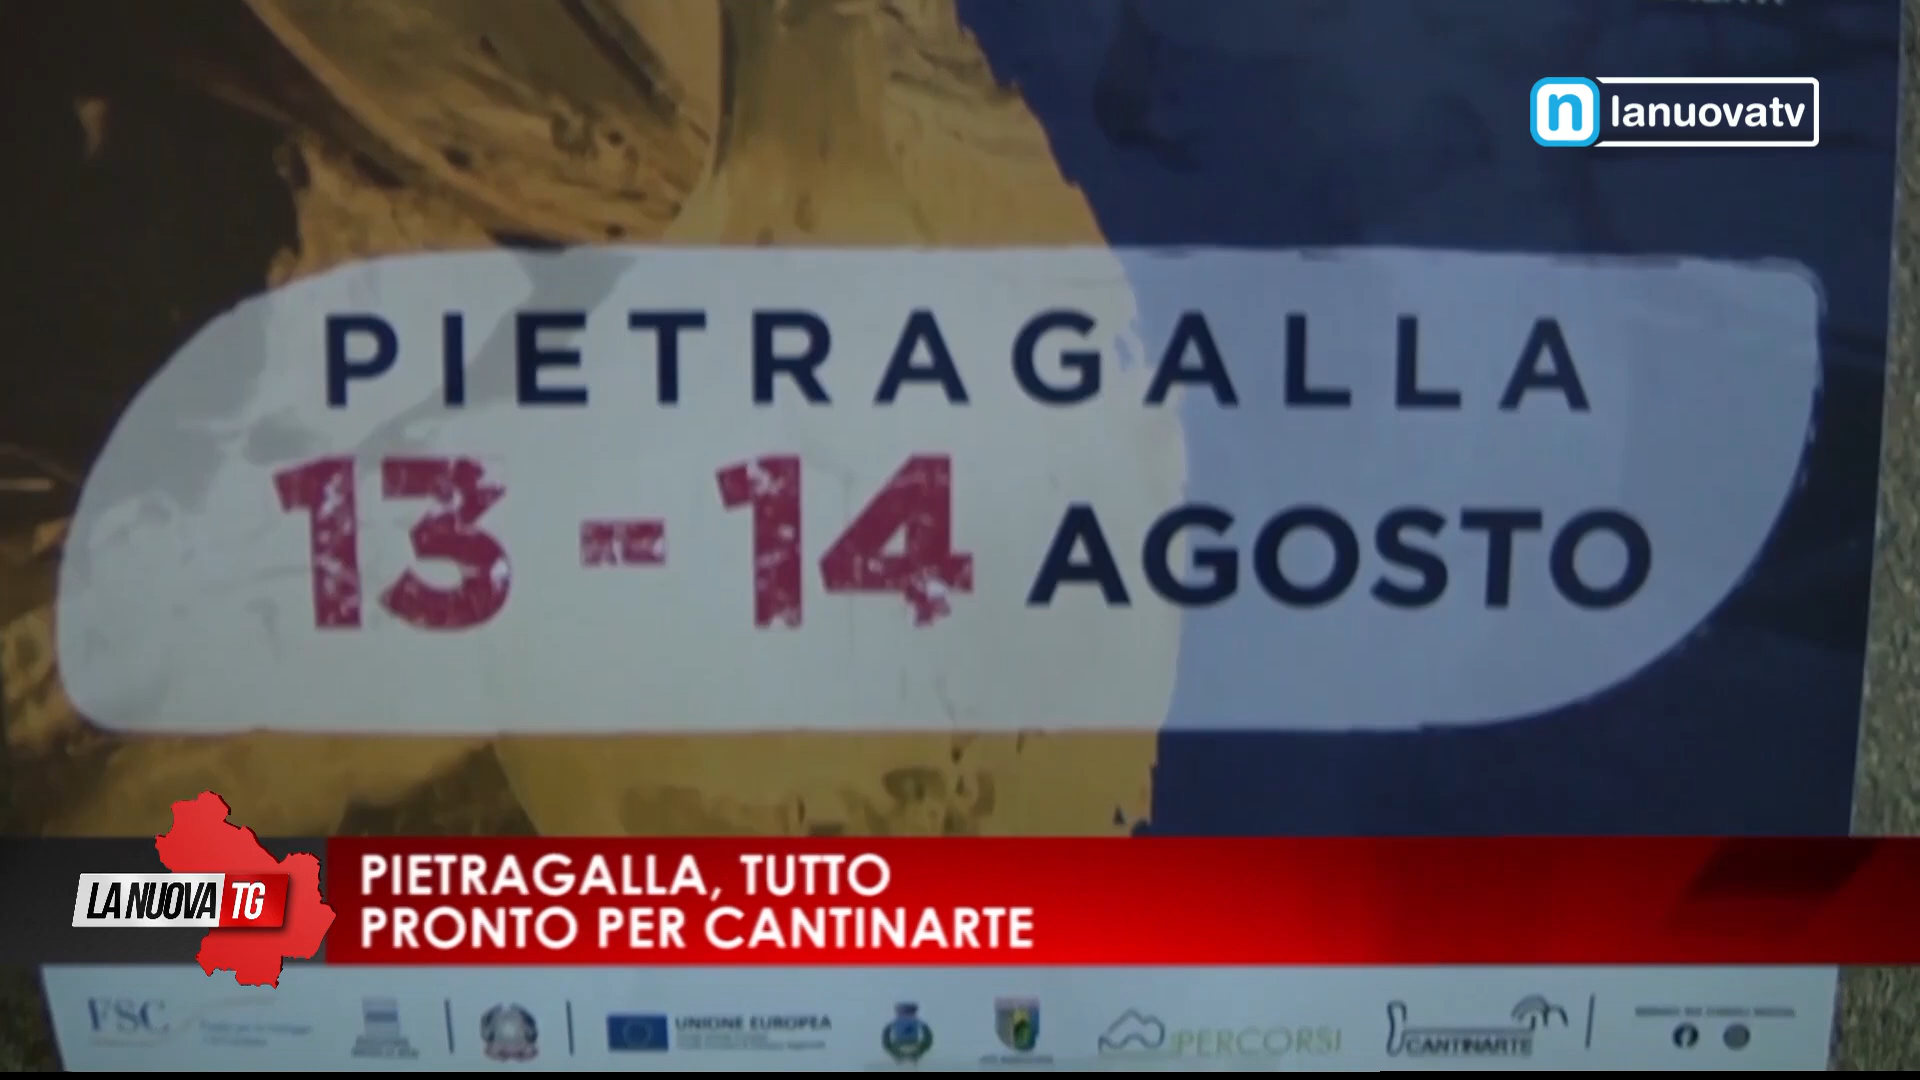 lanuovatv
PIETRAGALLA
13 - 14 AGOSTO
LA NUOVA TG
PIETRAGALLA, TUTTO
PRONTO PER CANTINARTE
FSC
UNIONE EUROPEA
PERCORSI
CANTINARTE